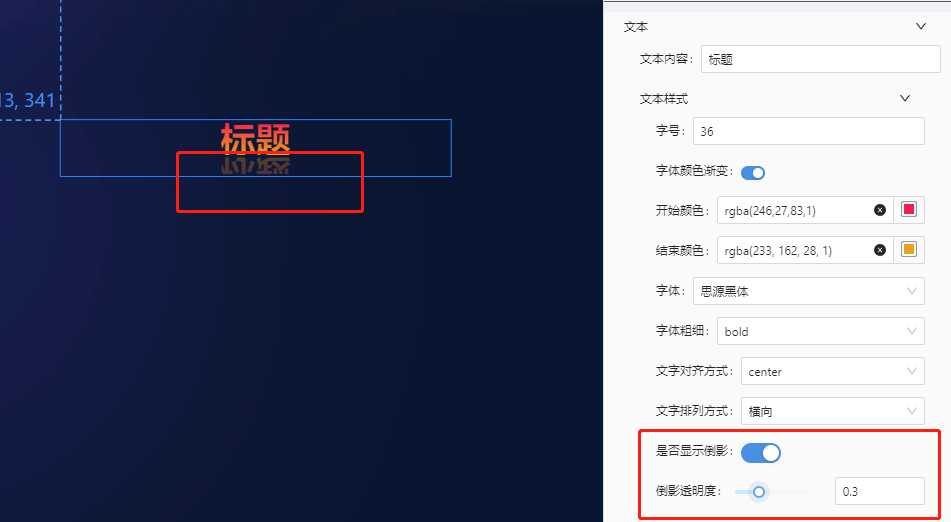 13, 341
标题
文本
文本内容: 标题
文本样式
字号: 36
字体颜色渐变:
开始颜色: rgba(246,27,83,1)
结束颜色: rgba(233, 162, 28, 1)
字体: 思源黑体
字体粗细: bold
文字对齐方式: center
文字排列方式: 横向
是否显示倒影:
倒影透明度: 0.3